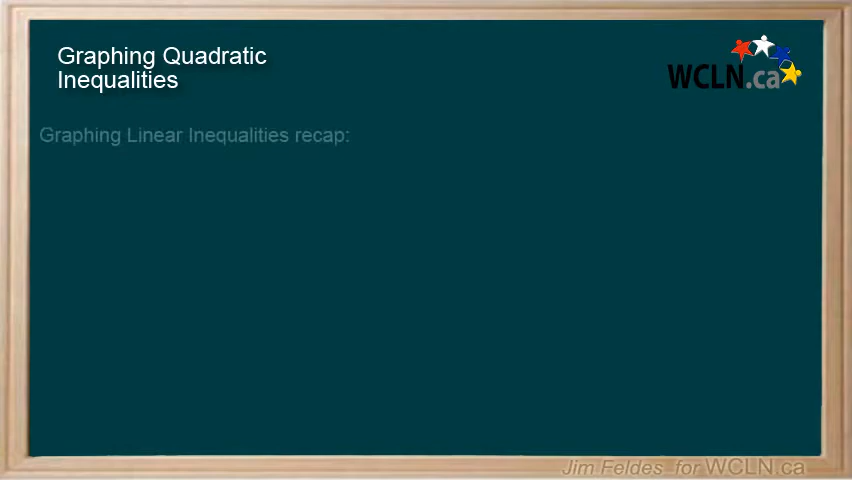 Graphing Quadratic
Inequalities
WCLN.ca
Graphing Linear Inequalities recap:
Jim Feldes for WCLN.ca